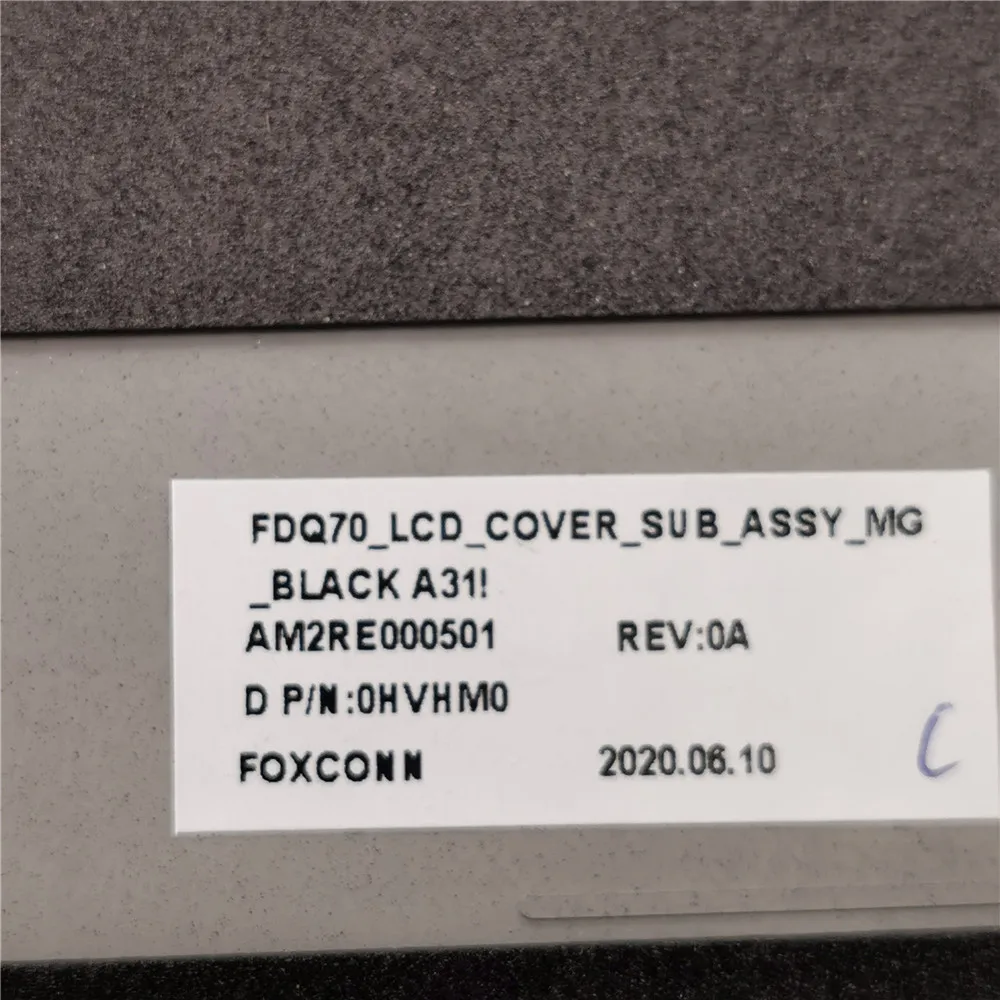 FDQ70_LCD_COVER_SUB_ASSY_MG
_BLACK A31!
AM2RE000501 REV:0A
D P/N:0HVHM0
FOXCONN 2020.06.10
C